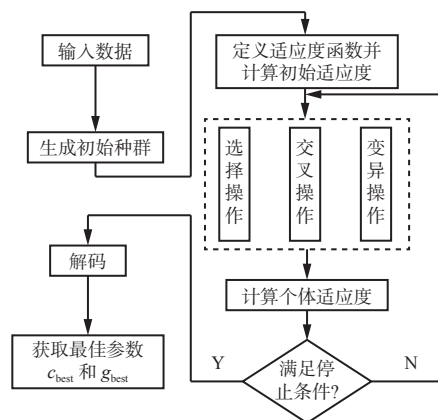 输入数据
生成初始种群
定义适应度函数并
计算初始适应度
选择操作
交叉操作
变异操作
计算个体适应度
满足停
止条件?
Y
N
解码
获取最佳参数
c_best 和 g_best